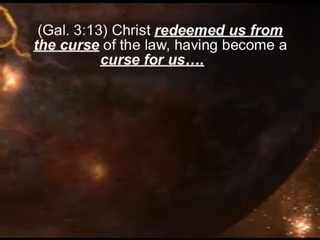 (Gal. 3:13) Christ redeemed us from
the curse of the law, having become a
curse for us….